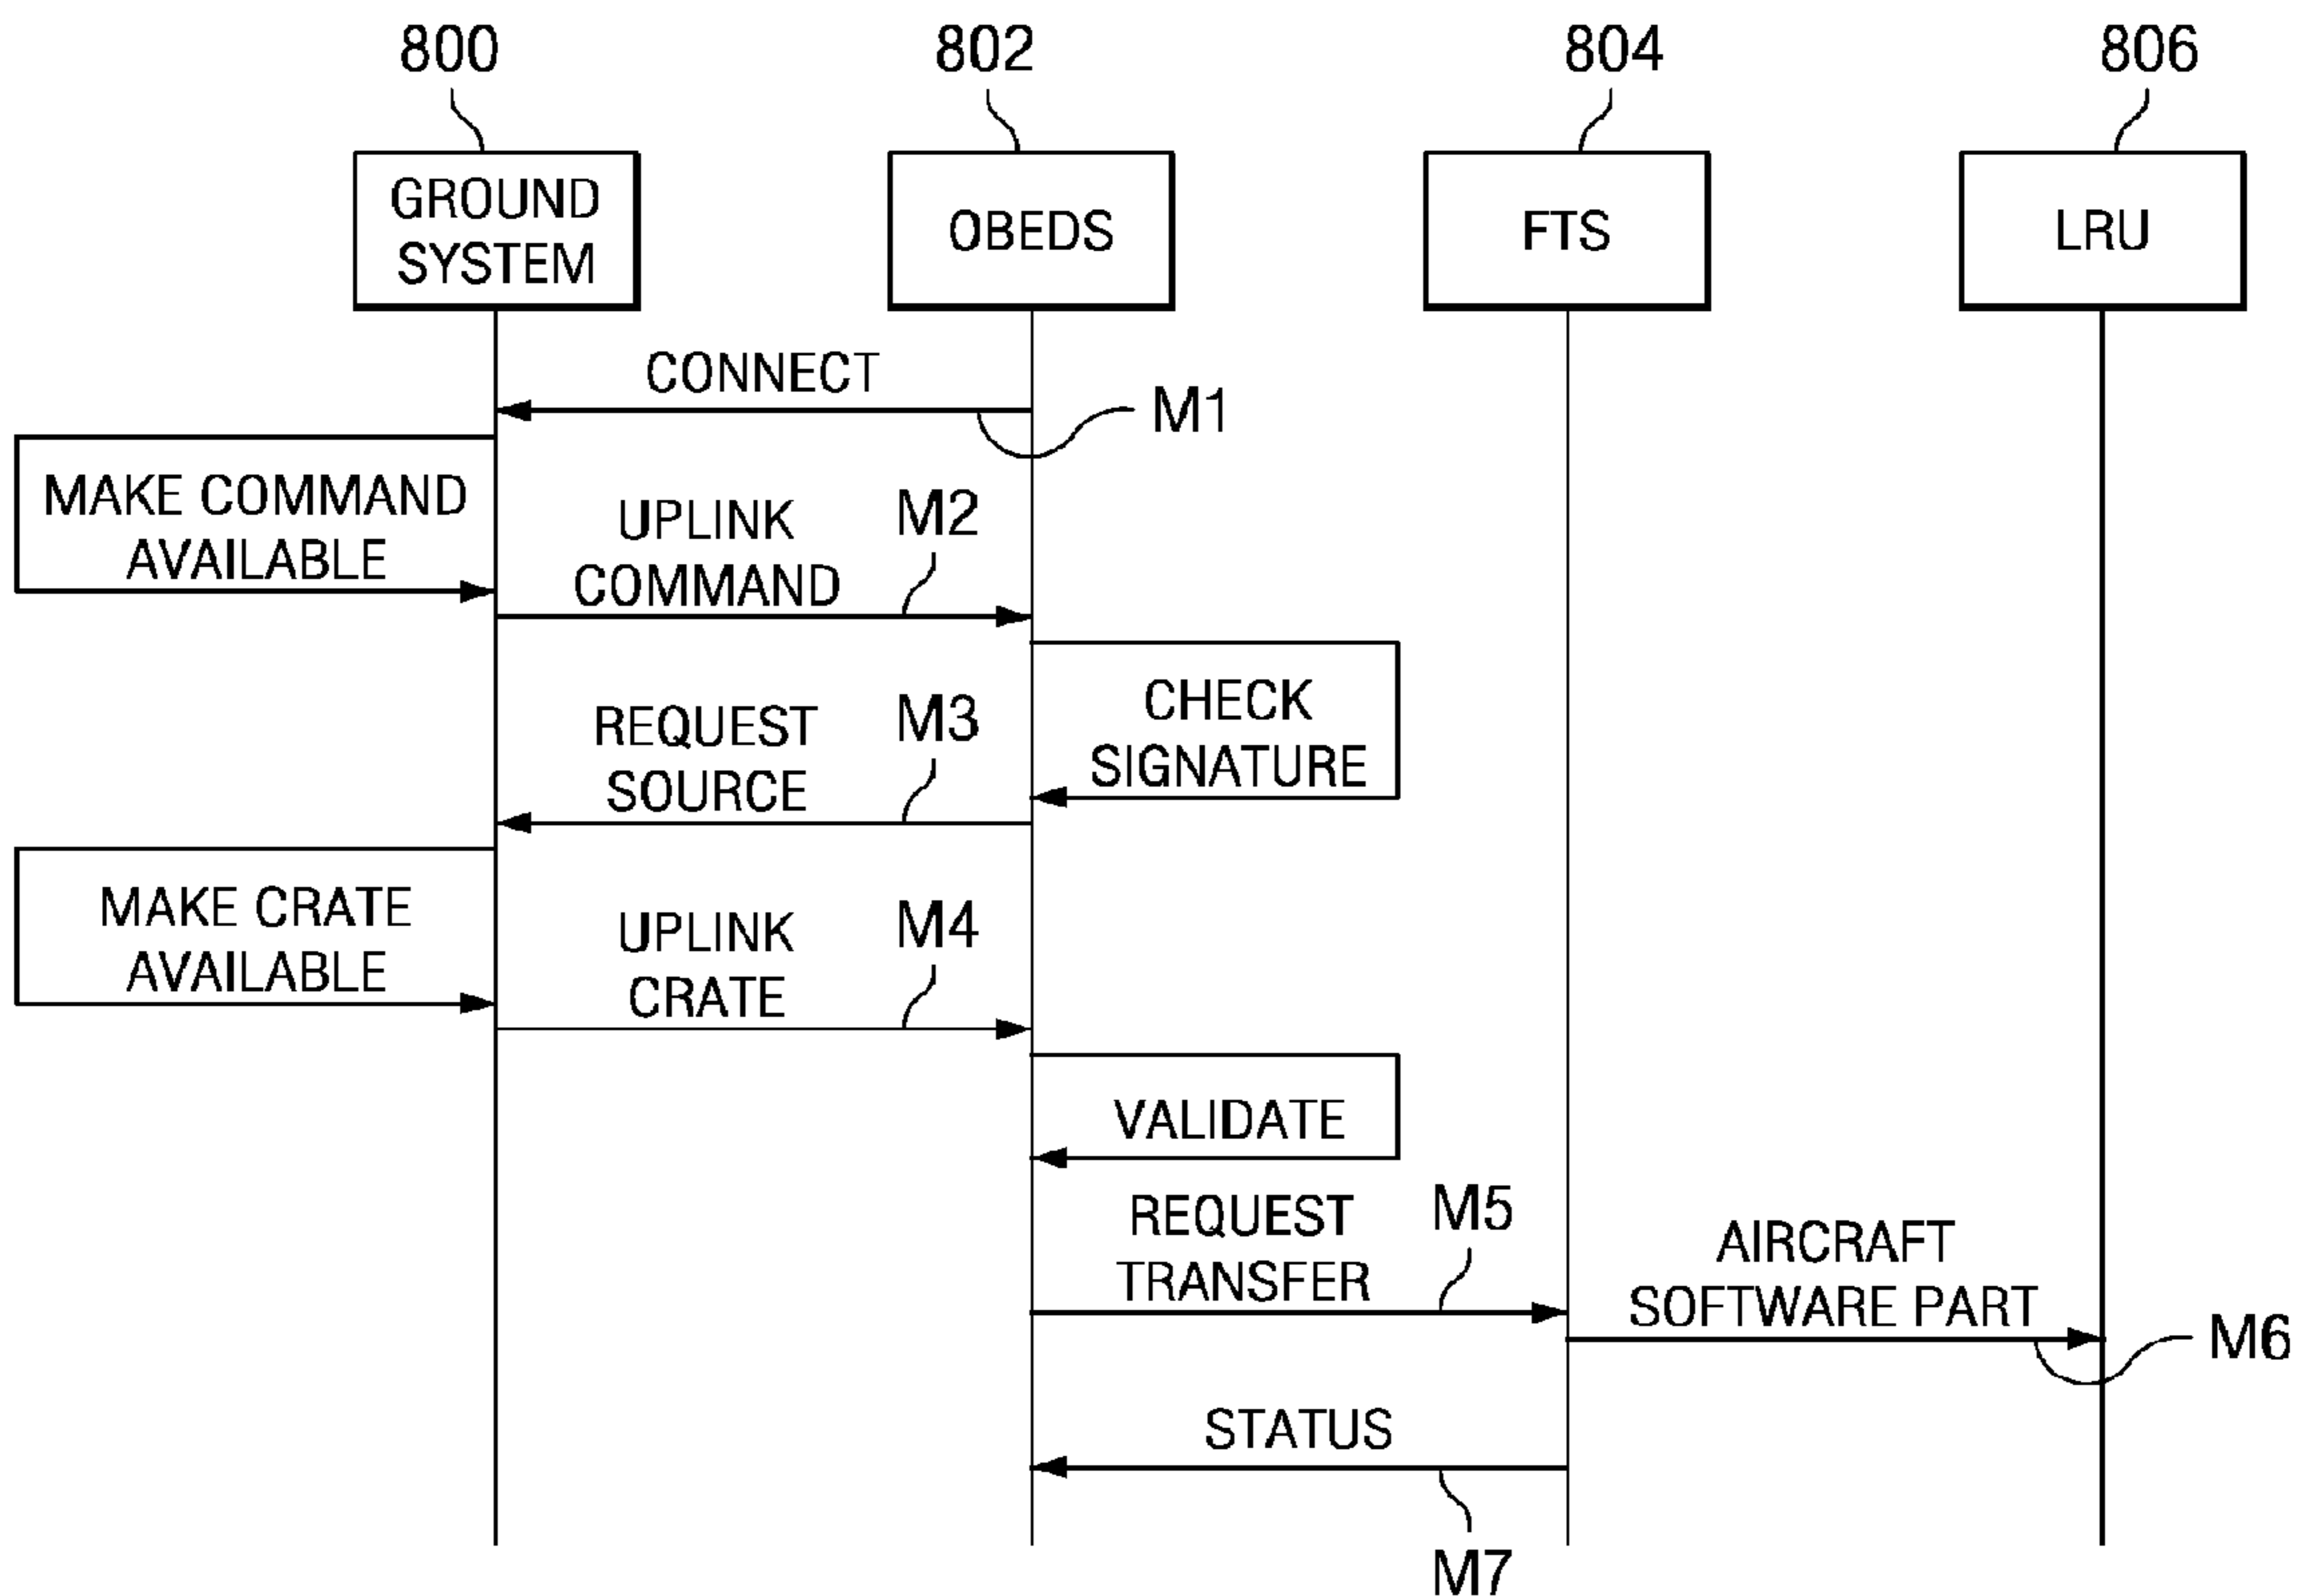 800
802
804
806
GROUND
SYSTEM
OBEDS
FTS
LRU
CONNECT
M1
MAKE COMMAND
AVAILABLE
UPLINK
COMMAND
M2
CHECK
SIGNATURE
REQUEST
SOURCE
M3
MAKE CRATE
AVAILABLE
UPLINK
CRATE
M4
VALIDATE
REQUEST
TRANSFER
M5
AIRCRAFT
SOFTWARE PART
M6
STATUS
M7